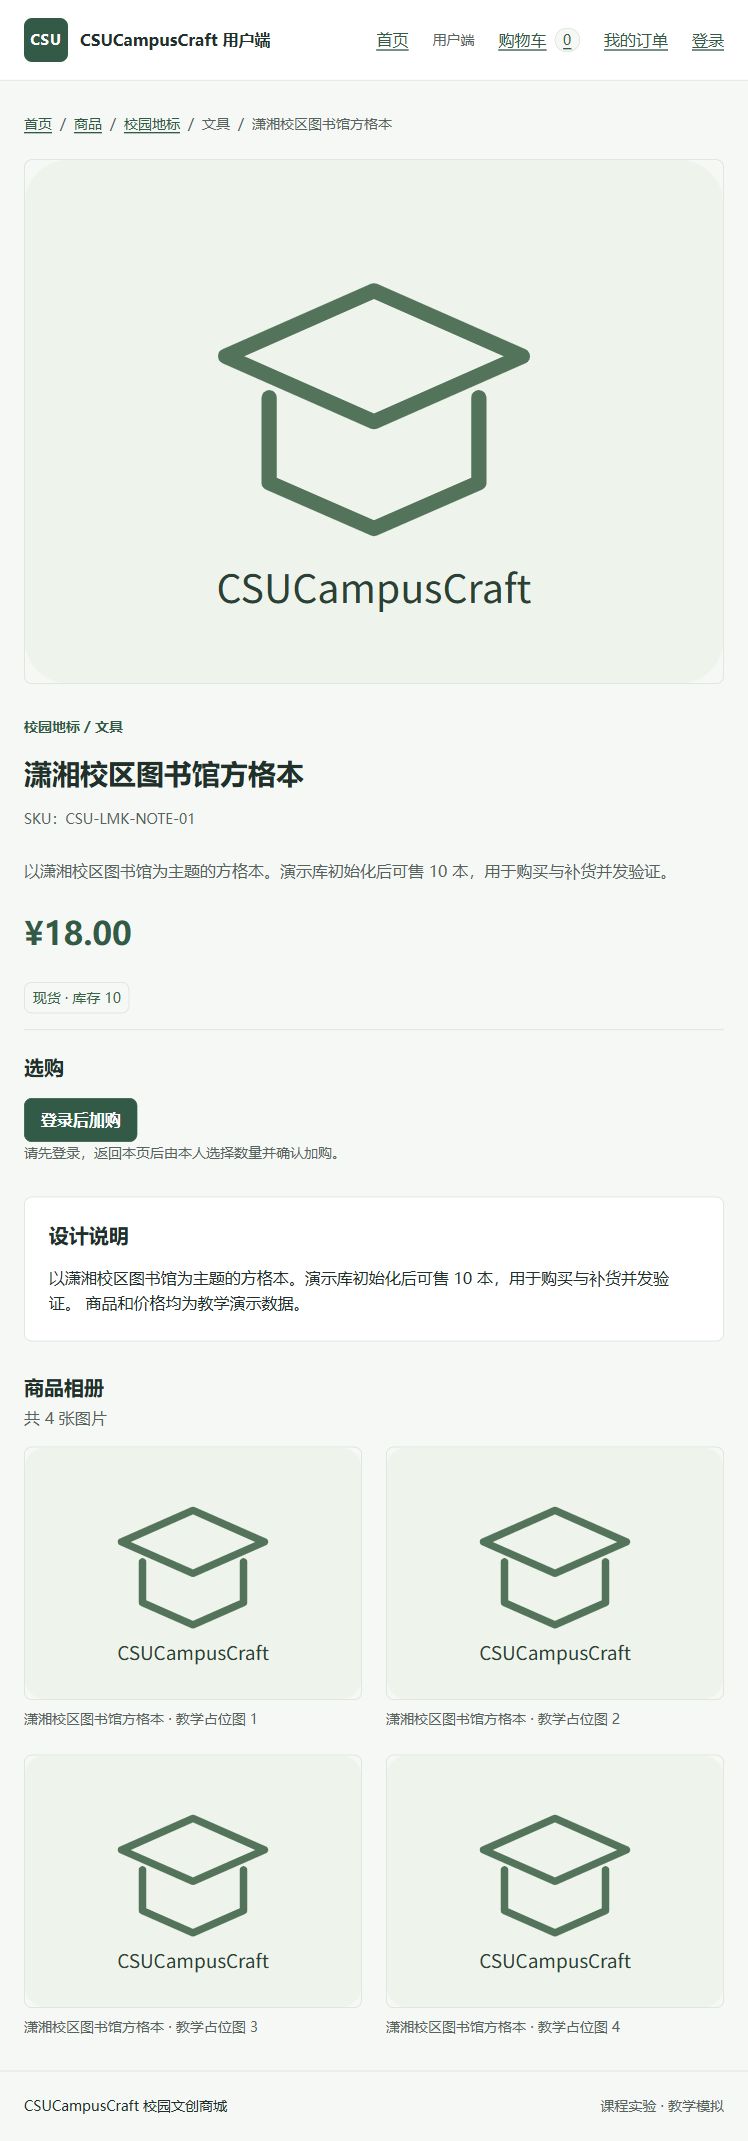 CSU CSUCampusCraft 用户端 首页 用户端 购物车 0 我的订单 登录
首页 / 商品 / 校园地标 / 文具 / 潇湘校区图书馆方格本
CSUCampusCraft
校园地标 / 文具
潇湘校区图书馆方格本
SKU：CSU-LMK-NOTE-01
以潇湘校区图书馆为主题的方格本。演示库初始化后可售 10 本，用于购买与补货并发验证。
¥18.00
现货 · 库存 10
选购
登录后加购
请先登录，返回本页后由本人选择数量并确认加购。
设计说明
以潇湘校区图书馆为主题的方格本。演示库初始化后可售 10 本，用于购买与补货并发验
证。 商品和价格均为教学演示数据。
商品相册
共 4 张图片
CSUCampusCraft CSUCampusCraft
潇湘校区图书馆方格本 · 教学占位图 1 潇湘校区图书馆方格本 · 教学占位图 2
CSUCampusCraft CSUCampusCraft
潇湘校区图书馆方格本 · 教学占位图 3 潇湘校区图书馆方格本 · 教学占位图 4
CSUCampusCraft 校园文创商城 课程实验 · 教学模拟